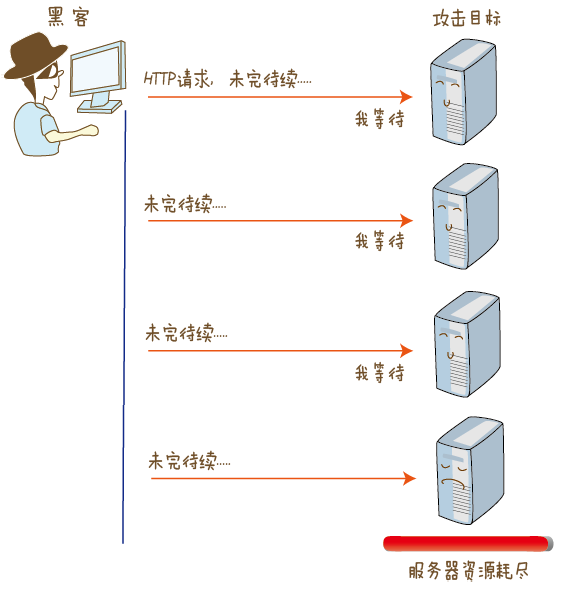 黑客
攻击目标
HTTP请求, 未完待续.....
我等待
未完待续.....
我等待
未完待续.....
我等待
未完待续.....
服务器资源耗尽